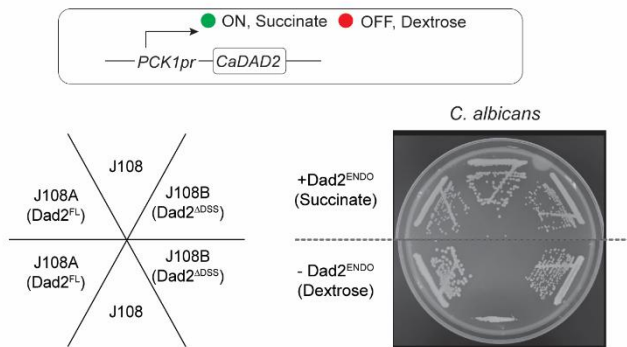 ON, Succinate OFF, Dextrose
PCK1pr CaDAD2
C. albicans
J108
J108A
(Dad2^FL)
J108B
(Dad2^ΔDSS)
J108A
(Dad2^FL)
J108B
(Dad2^ΔDSS)
J108
+Dad2^ENDO
(Succinate)
- Dad2^ENDO
(Dextrose)